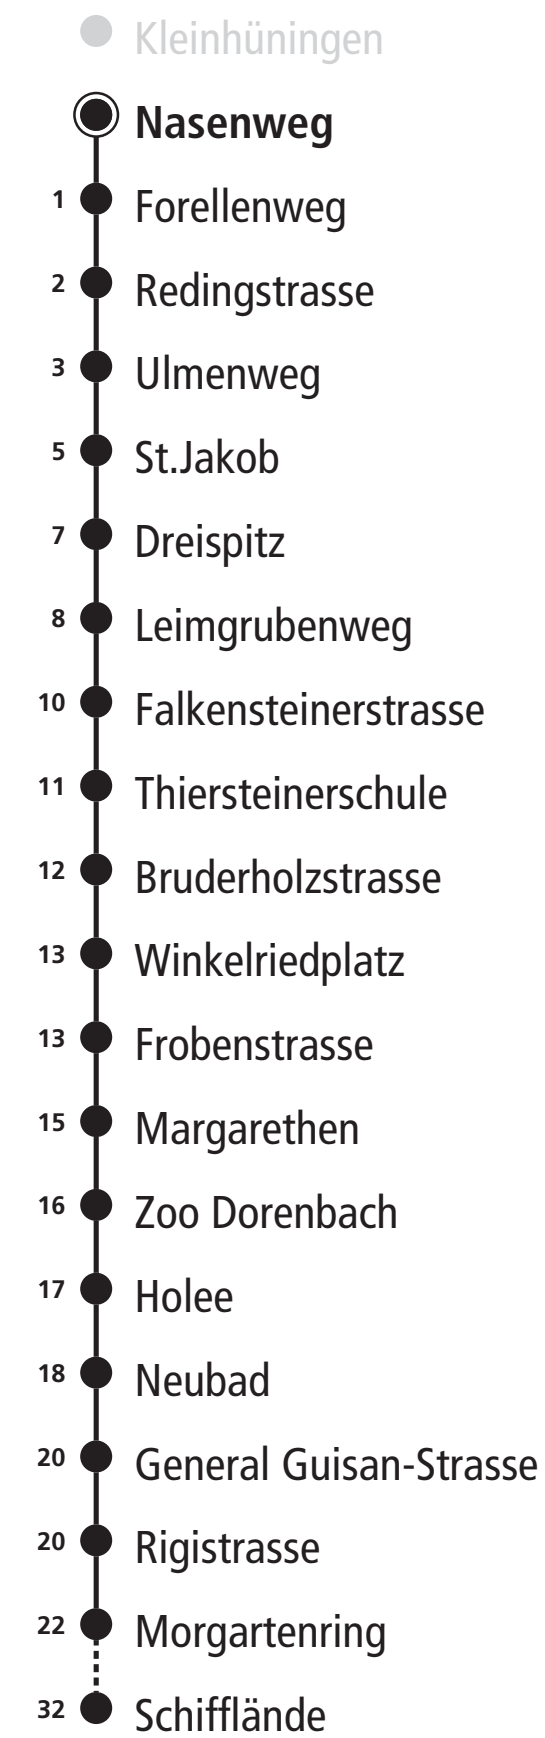 Kleinhüningen
Nasenweg
1 Forellenweg
2 Redingstrasse
3 Ulmenweg
5 St.Jakob
7 Dreispitz
8 Leimgrubenweg
10 Falkensteinerstrasse
11 Thiersteinerschule
12 Bruderholzstrasse
13 Winkelriedplatz
13 Frobenstrasse
15 Margarethen
16 Zoo Dorenbach
17 Holee
18 Neubad
20 General Guisan-Strasse
20 Rigistrasse
22 Morgartenring
32 Schifflände